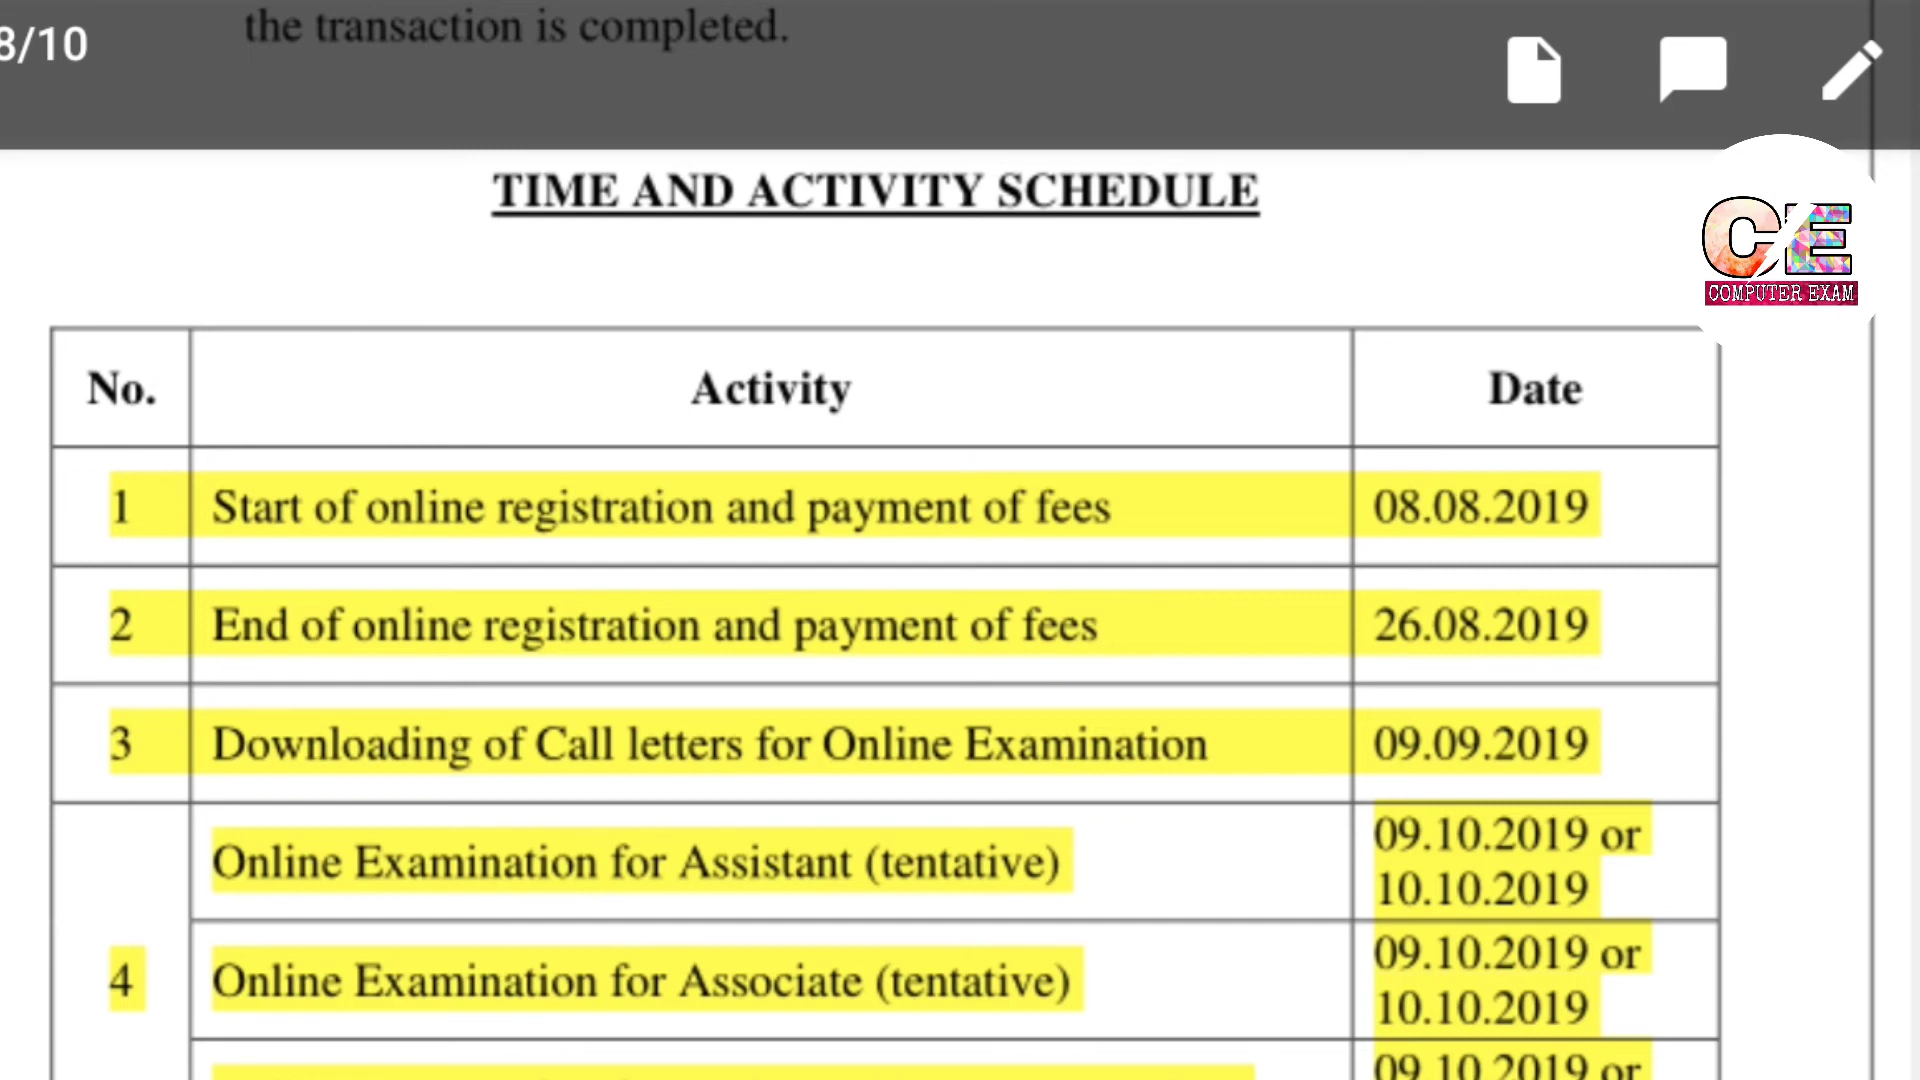 the transaction is completed.
8/10
TIME AND ACTIVITY SCHEDULE
CE
COMPUTER EXAM
No. Activity Date
1 Start of online registration and payment of fees 08.08.2019
2 End of online registration and payment of fees 26.08.2019
3 Downloading of Call letters for Online Examination 09.09.2019
Online Examination for Assistant (tentative) 09.10.2019 or
10.10.2019
4 Online Examination for Associate (tentative) 09.10.2019 or
10.10.2019
09.10.2019 or